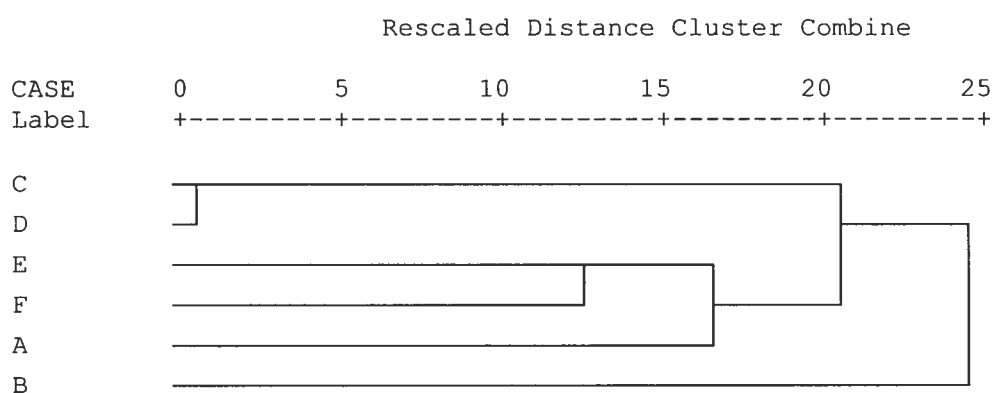 Rescaled Distance Cluster Combine
CASE 0 5 10 15 20 25
Label +---------+---------+---------+---------+---------+
C
D
E
F
A
B